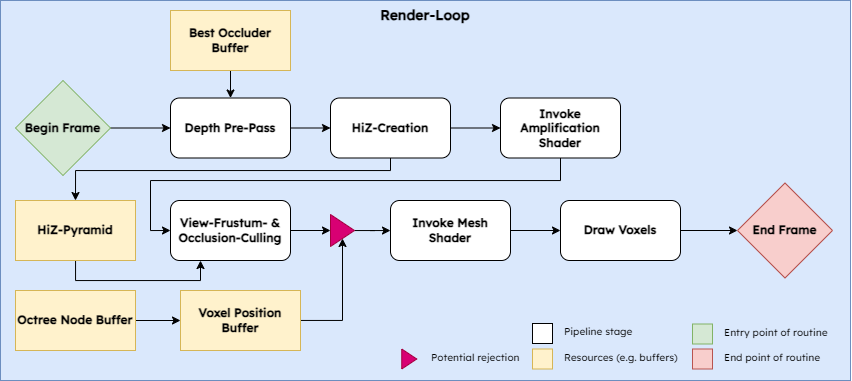 Render-Loop
Best Occluder
Buffer
Begin Frame
Depth Pre-Pass
HiZ-Creation
Invoke
Amplification
Shader
HiZ-Pyramid
View-Frustum- &
Occlusion-Culling
Invoke Mesh
Shader
Draw Voxels
End Frame
Octree Node Buffer
Voxel Position
Buffer
Pipeline stage
Entry point of routine
Potential rejection
Resources (e.g. buffers)
End point of routine